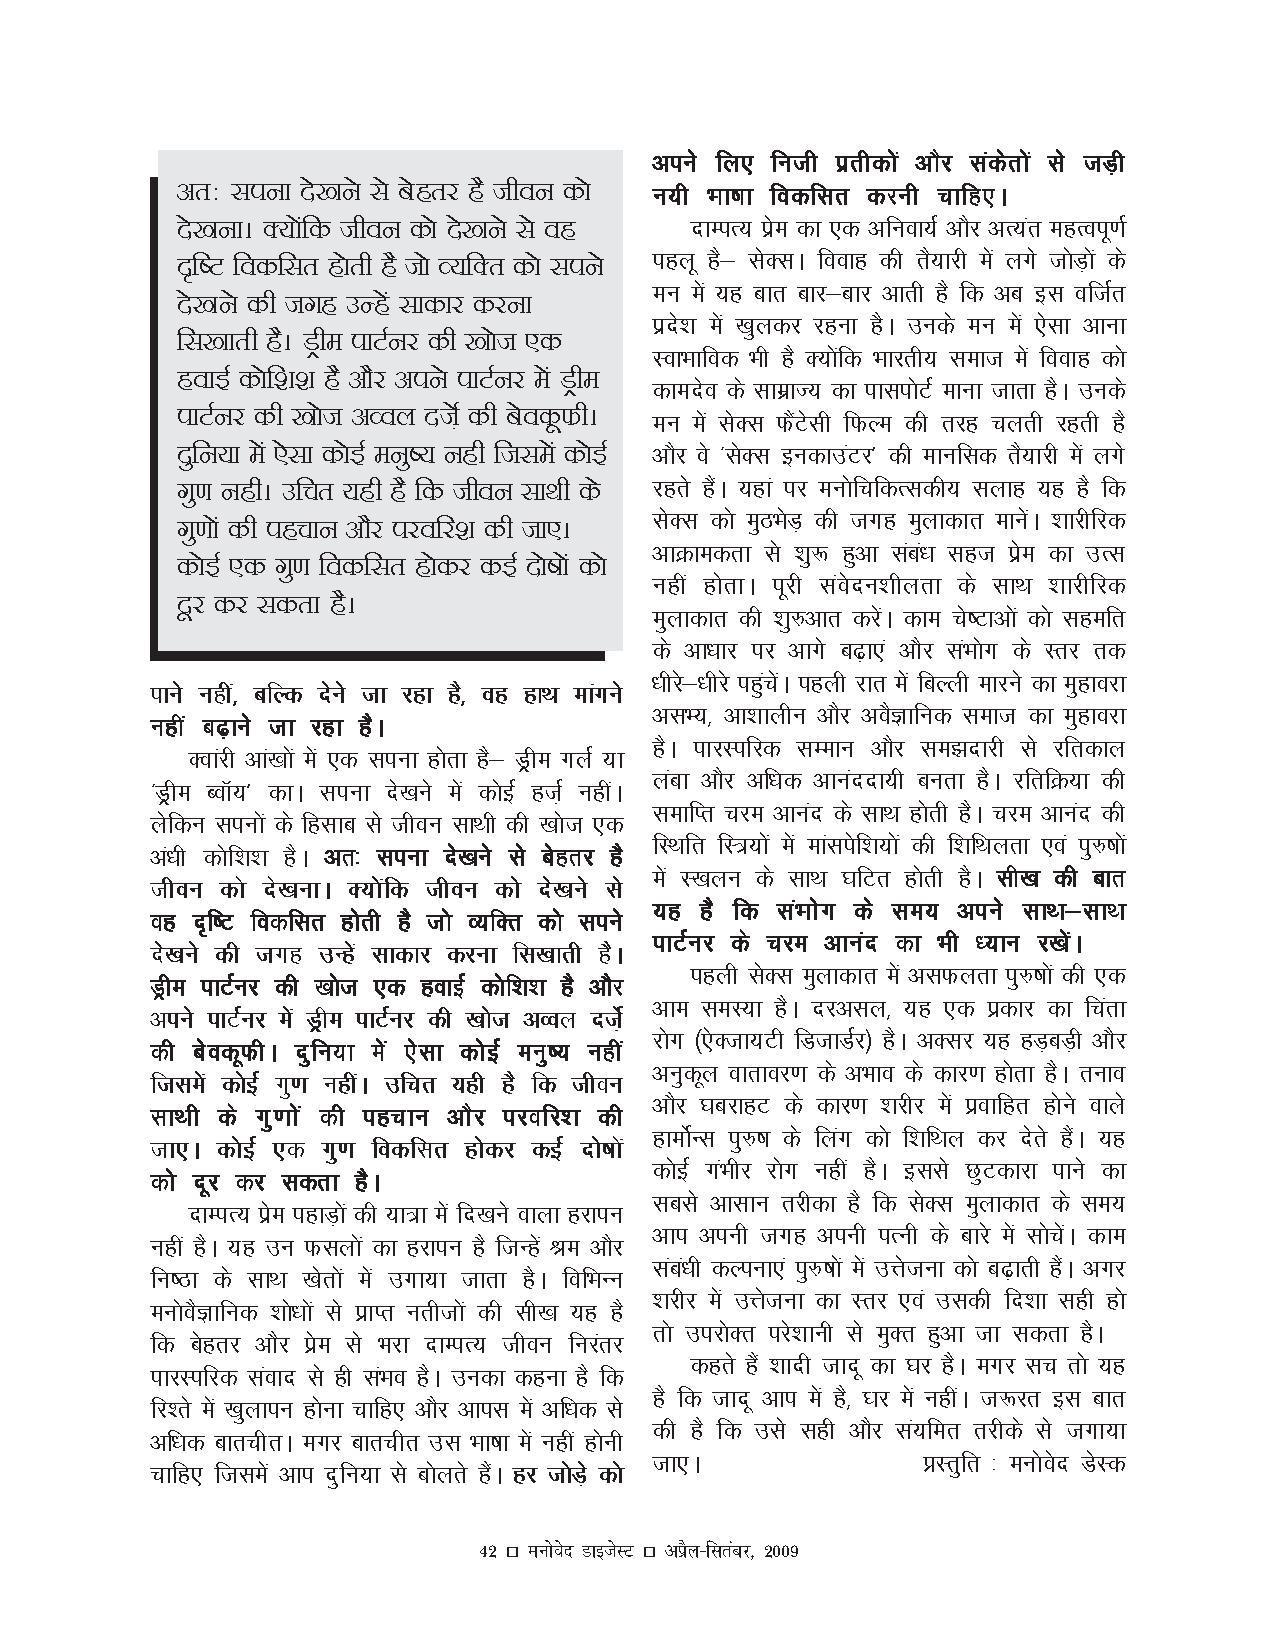 अतः सपना देखने से बेहतर है जीवन को
देखना। क्योंकि जीवन को देखने से वह
दृष्टि विकसित होती है जो व्यक्ति को सपने
देखने की जगह उन्हें साकार करना
सिखाती है। ड्रीम पार्टनर की खोज एक
हवाई कोशिश है और अपने पार्टनर में ड्रीम
पार्टनर की खोज अव्वल दर्ज़े की बेवकूफी।
दुनिया में ऐसा कोई मनुष्य नही जिसमें कोई
गुण नही। उचित यही है कि जीवन साथी के
गुणों की पहचान और परवरिश की जाए।
कोई एक गुण विकसित होकर कई दोषों को
दूर कर सकता है।
पाने नहीं, बल्कि देने जा रहा है, वह हाथ मांगने
नहीं बढ़ाने जा रहा है।
क्वांरी आंखों में एक सपना होता है– ड्रीम गर्ल या
'ड्रीम ब्वॉय' का। सपना देखने में कोई हर्ज़ नहीं।
लेकिन सपनों के हिसाब से जीवन साथी की खोज एक
अंधी कोशिश है। अतः सपना देखने से बेहतर है
जीवन को देखना। क्योंकि जीवन को देखने से
वह दृष्टि विकसित होती है जो व्यक्ति को सपने
देखने की जगह उन्हें साकार करना सिखाती है।
ड्रीम पार्टनर की खोज एक हवाई कोशिश है और
अपने पार्टनर में ड्रीम पार्टनर की खोज अव्वल दर्ज़े
की बेवकूफी। दुनिया में ऐसा कोई मनुष्य नहीं
जिसमें कोई गुण नहीं। उचित यही है कि जीवन
साथी के गुणों की पहचान और परवरिश की
जाए। कोई एक गुण विकसित होकर कई दोषों
को दूर कर सकता है।
दाम्पत्य प्रेम पहाड़ों की यात्रा में दिखने वाला हरापन
नहीं है। यह उन फसलों का हरापन है जिन्हें श्रम और
निष्ठा के साथ खेतों में उगाया जाता है। विभिन्न
मनोवैज्ञानिक शोधों से प्राप्त नतीजों की सीख यह है
कि बेहतर और प्रेम से भरा दाम्पत्य जीवन निरंतर
पारस्परिक संवाद से ही संभव है। उनका कहना है कि
रिश्ते में खुलापन होना चाहिए और आपस में अधिक से
अधिक बातचीत। मगर बातचीत उस भाषा में नहीं होनी
चाहिए जिसमें आप दुनिया से बोलते हैं। हर जोड़े को
अपने लिए निजी प्रतीकों और संकेतों से जड़ी
नयी भाषा विकसित करनी चाहिए।
दाम्पत्य प्रेम का एक अनिवार्य और अत्यंत महत्वपूर्ण
पहलू है– सेक्स। विवाह की तैयारी में लगे जोड़ों के
मन में यह बात बार–बार आती है कि अब इस वर्जित
प्रदेश में खुलकर रहना है। उनके मन में ऐसा आना
स्वाभाविक भी है क्योंकि भारतीय समाज में विवाह को
कामदेव के साम्राज्य का पासपोर्ट माना जाता है। उनके
मन में सेक्स फैंटेसी फिल्म की तरह चलती रहती है
और वे 'सेक्स इनकाउंटर' की मानसिक तैयारी में लगे
रहते हैं। यहां पर मनोचिकित्सकीय सलाह यह है कि
सेक्स को मुठभेड़ की जगह मुलाकात मानें। शारीरिक
आक्रामकता से शुरू हुआ संबंध सहज प्रेम का उत्स
नहीं होता। पूरी संवेदनशीलता के साथ शारीरिक
मुलाकात की शुरुआत करें। काम चेष्टाओं को सहमति
के आधार पर आगे बढ़ाएं और संभोग के स्तर तक
धीरे–धीरे पहुंचें। पहली रात में बिल्ली मारने का मुहावरा
असभ्य, आशालीन और अवैज्ञानिक समाज का मुहावरा
है। पारस्परिक सम्मान और समझदारी से रतिकाल
लंबा और अधिक आनंददायी बनता है। रतिक्रिया की
समाप्ति चरम आनंद के साथ होती है। चरम आनंद की
स्थिति स्त्रियों में मांसपेशियों की शिथिलता एवं पुरुषों
में स्खलन के साथ घटित होती है। सीख की बात
यह है कि संभोग के समय अपने साथ–साथ
पार्टनर के चरम आनंद का भी ध्यान रखें।
पहली सेक्स मुलाकात में असफलता पुरुषों की एक
आम समस्या है। दरअसल, यह एक प्रकार का चिंता
रोग (ऐक्जायटी डिजार्डर) है। अक्सर यह हड़बड़ी और
अनुकूल वातावरण के अभाव के कारण होता है। तनाव
और घबराहट के कारण शरीर में प्रवाहित होने वाले
हार्मोन्स पुरुष के लिंग को शिथिल कर देते हैं। यह
कोई गंभीर रोग नहीं है। इससे छुटकारा पाने का
सबसे आसान तरीका है कि सेक्स मुलाकात के समय
आप अपनी जगह अपनी पत्नी के बारे में सोचें। काम
संबंधी कल्पनाएं पुरुषों में उत्तेजना को बढ़ाती हैं। अगर
शरीर में उत्तेजना का स्तर एवं उसकी दिशा सही हो
तो उपरोक्त परेशानी से मुक्त हुआ जा सकता है।
कहते हैं शादी जादू का घर है। मगर सच तो यह
है कि जादू आप में है, घर में नहीं। जरूरत इस बात
की है कि उसे सही और संयमित तरीके से जगाया
जाए। प्रस्तुति : मनोवेद डेस्क
42 □ मनोवेद डाइजेस्ट □ अप्रैल-सितंबर, 2009